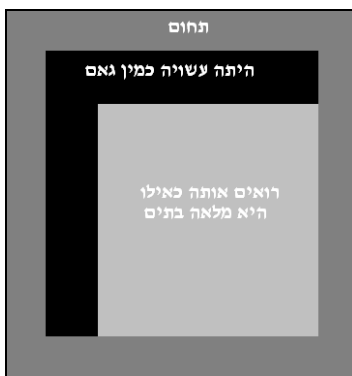 תחום
היתה עשויה כמין גאם
רואים אותה כאילו
היא מלאה בתים